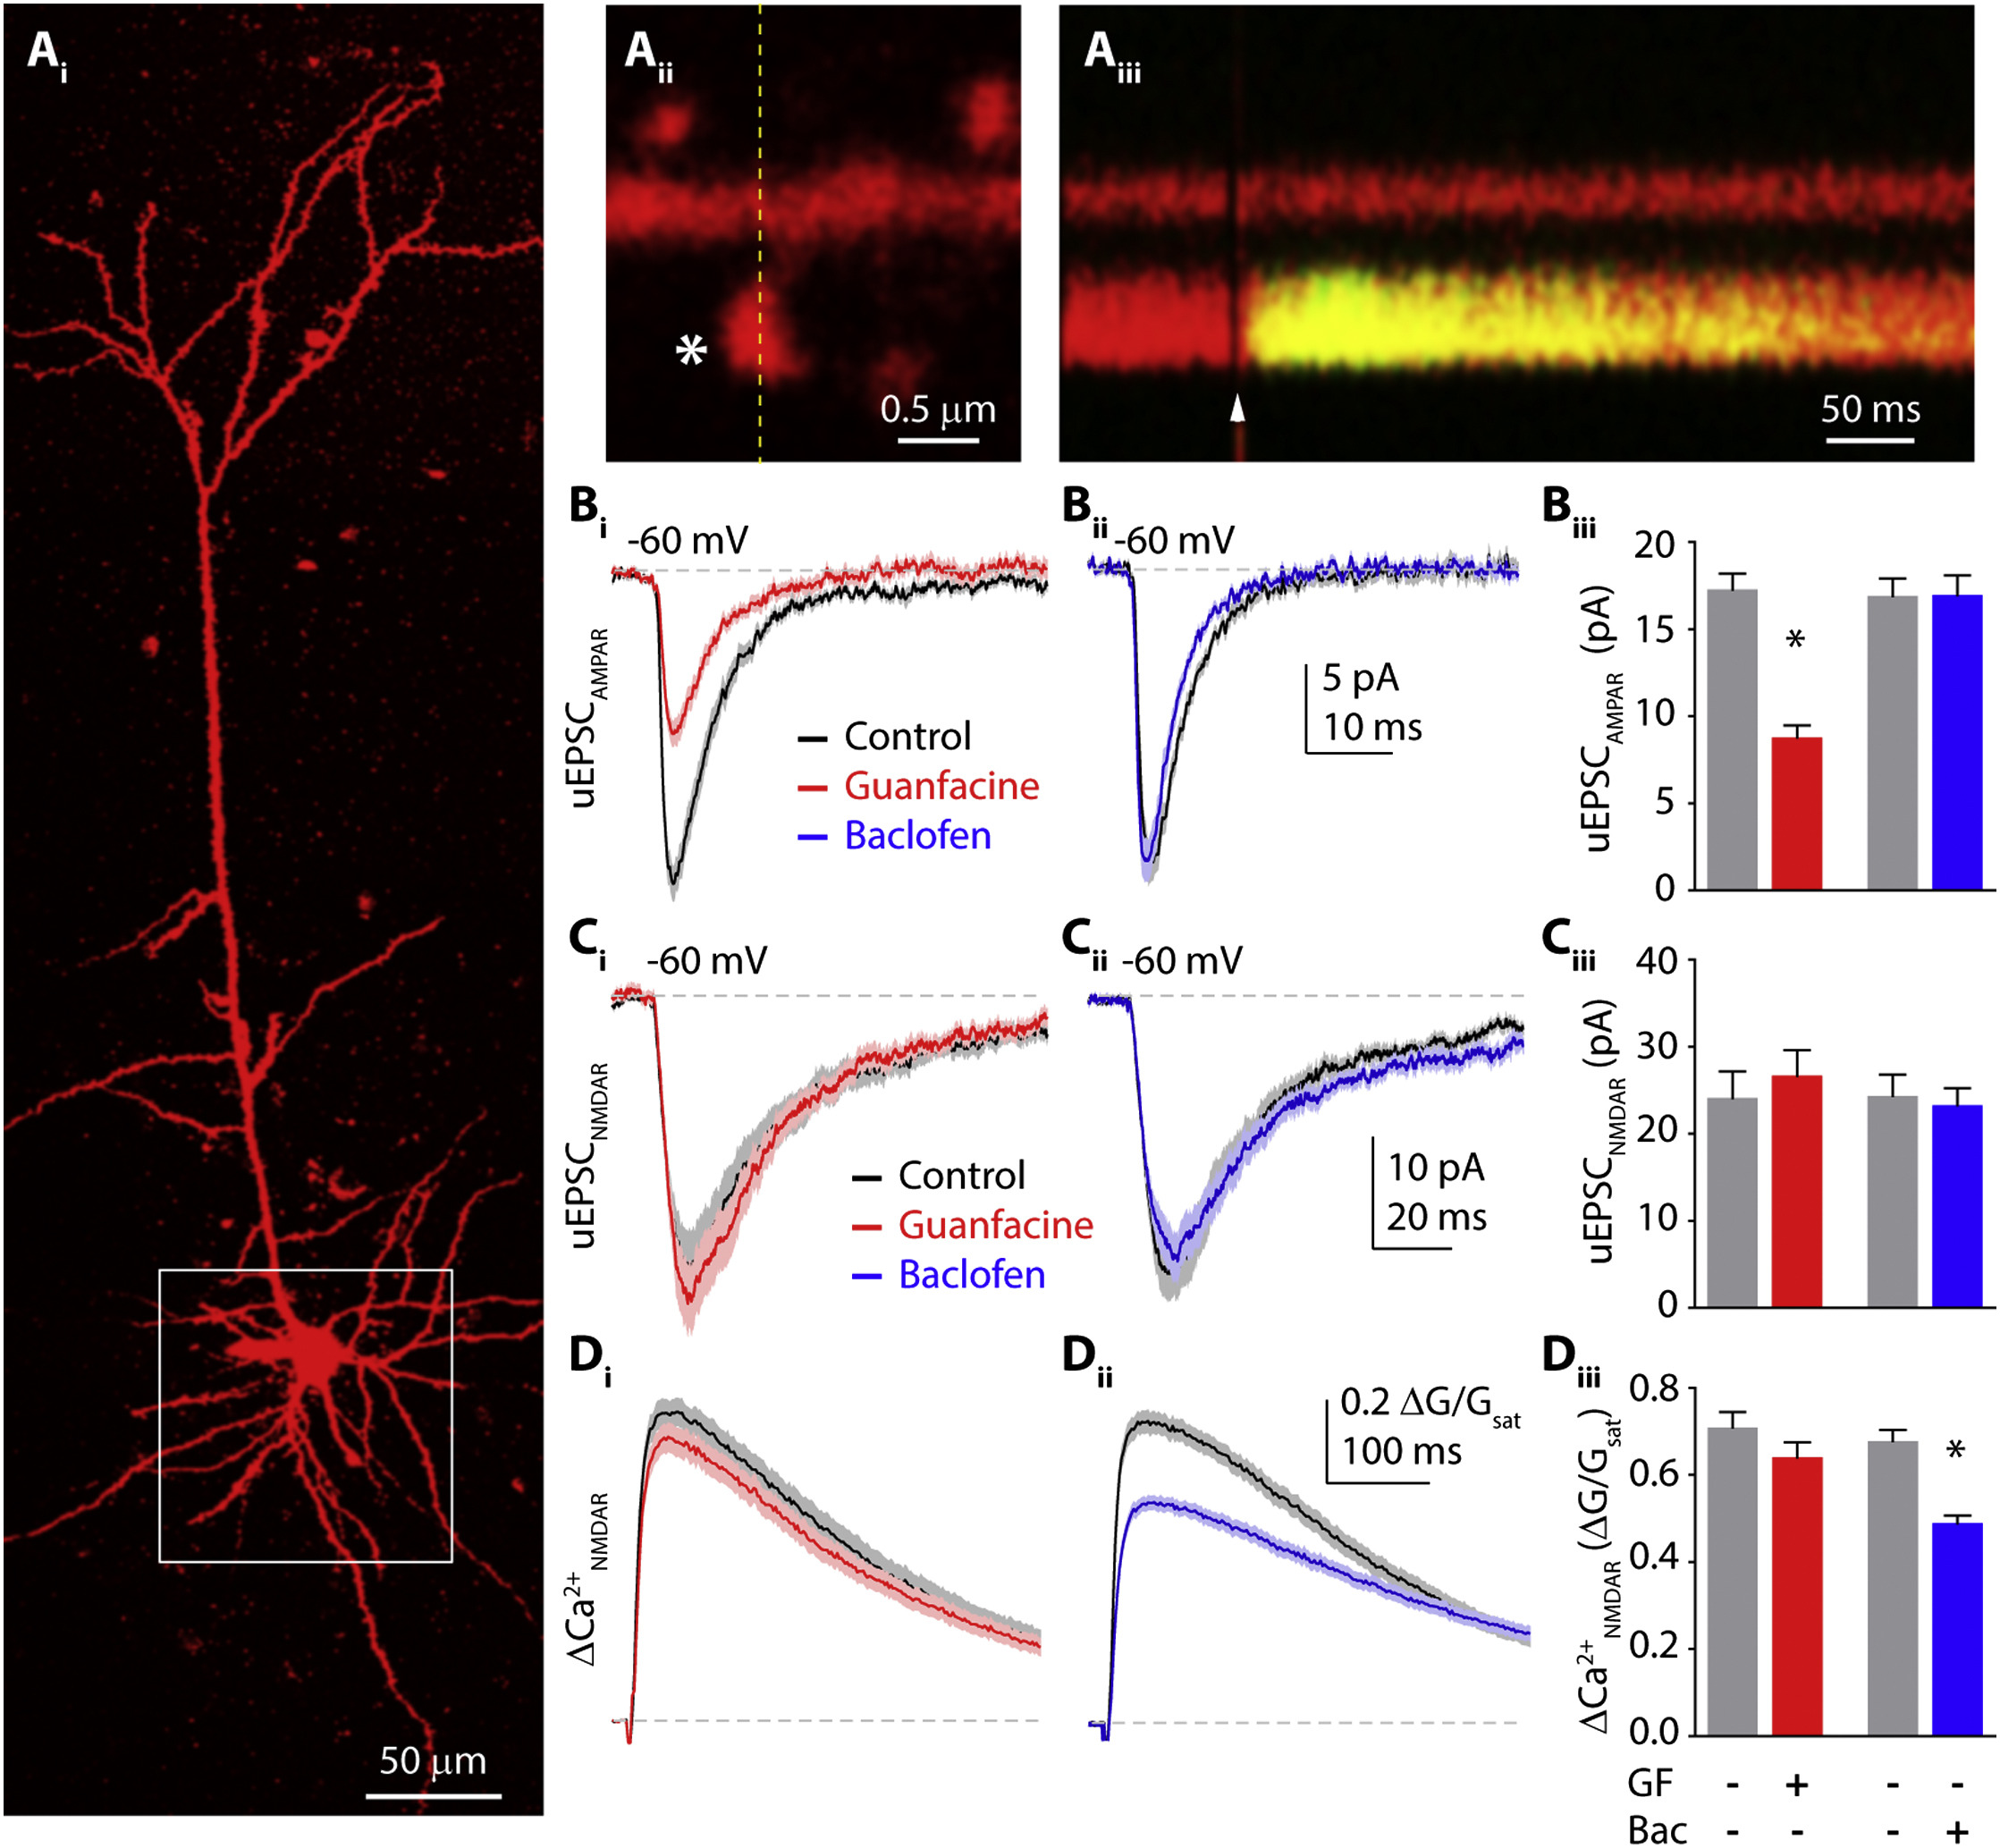 Ai
Aii
Aiii
*
0.5 μm
50 ms
50 μm
Bi
-60 mV
uEPSCAMPAR
Control
Guanfacine
Baclofen
Bii
-60 mV
5 pA
10 ms
Biii
uEPSCAMPAR (pA)
20
15
10
5
0
*
Ci
-60 mV
uEPSCNMDAR
Control
Guanfacine
Baclofen
Cii
-60 mV
10 pA
20 ms
Ciii
uEPSCNMDAR (pA)
40
30
20
10
0
Di
ΔCa2+NMDAR
Dii
0.2 ΔG/Gsat
100 ms
Diii
ΔCa2+NMDAR (ΔG/Gsat)
0.8
0.6
0.4
0.2
0.0
*
GF - + - -
Bac - - - +